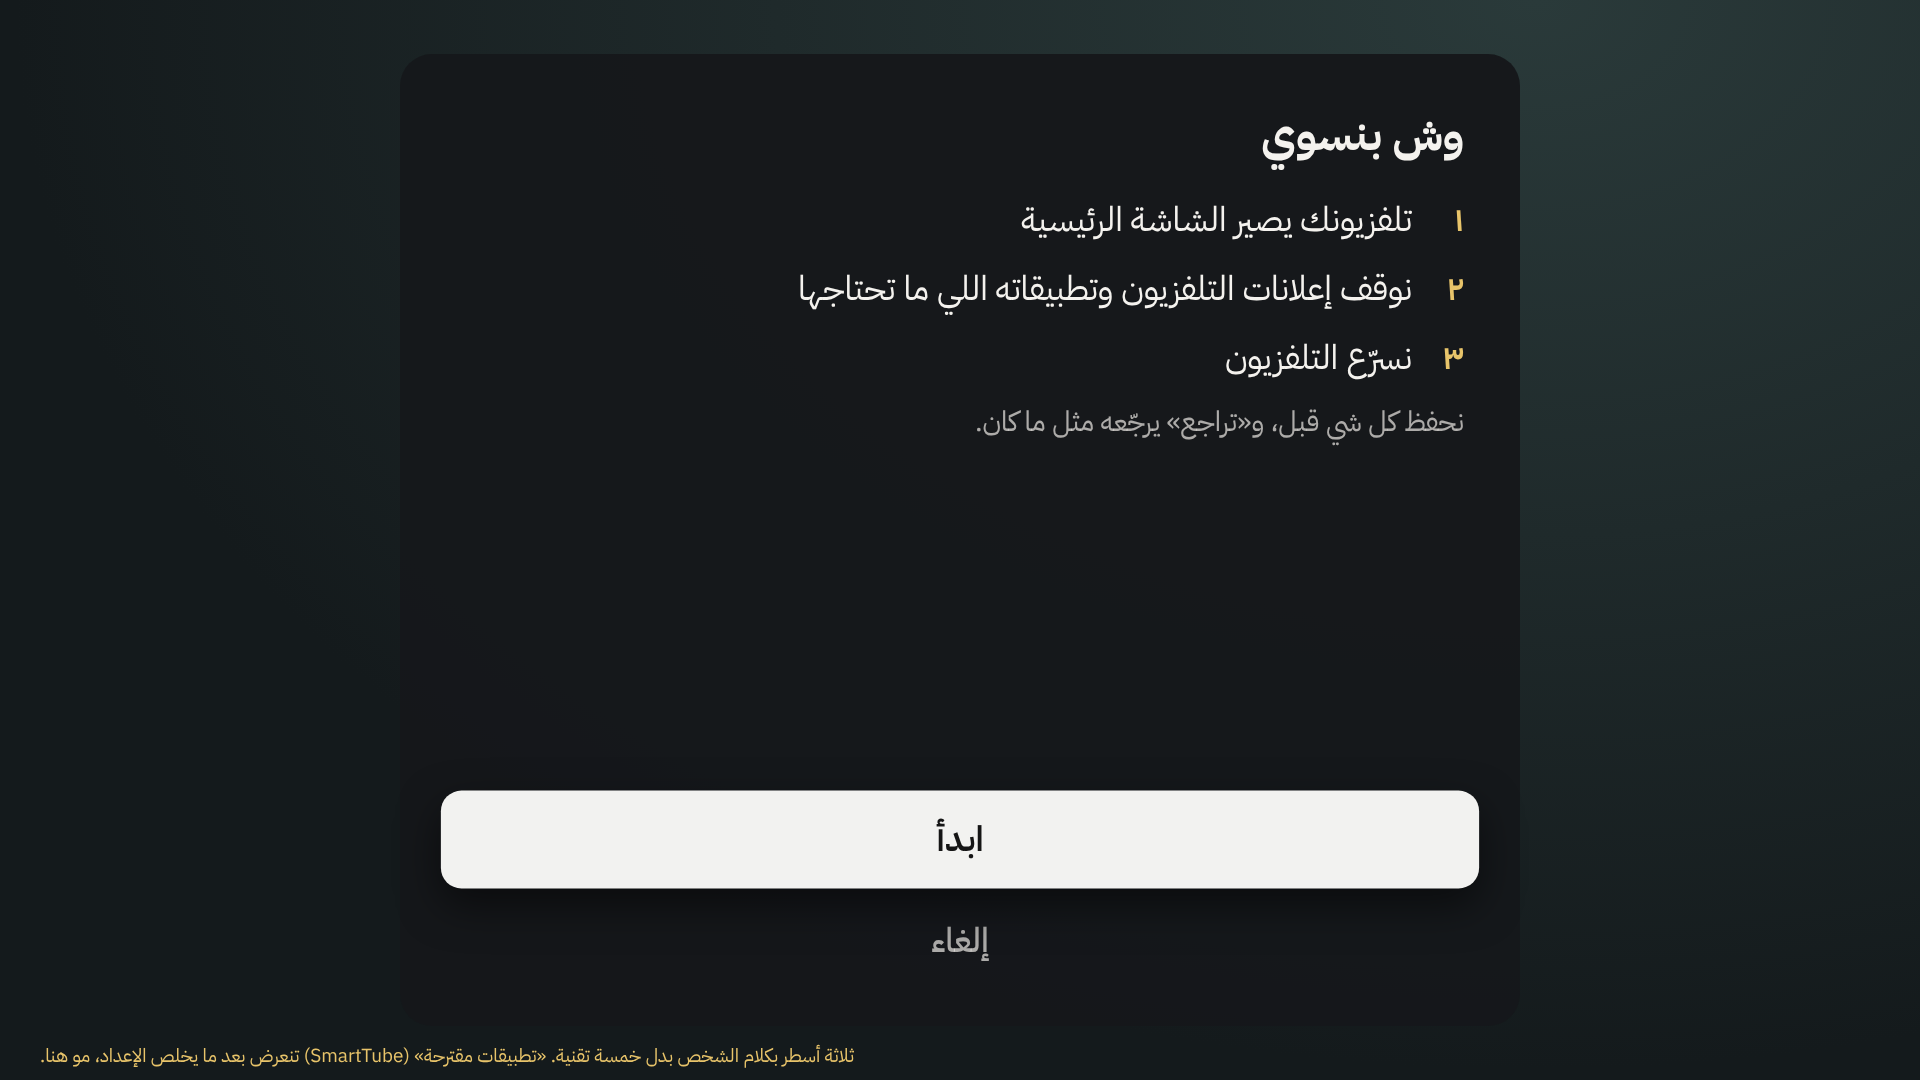 وش بنسوي
١ تلفزيونك يصير الشاشة الرئيسية
٢ نوقف إعلانات التلفزيون وتطبيقاته اللي ما تحتاجها
٣ نسرّع التلفزيون
نحفظ كل شي قبل، و«تراجع» يرجّعه مثل ما كان.
ابدأ
إلغاء
ثلاثة أسطر بكلام الشخص بدل خمسة تقنية. «تطبيقات مقترحة» (SmartTube) تنعرض بعد ما يخلص الإعداد، مو هنا.